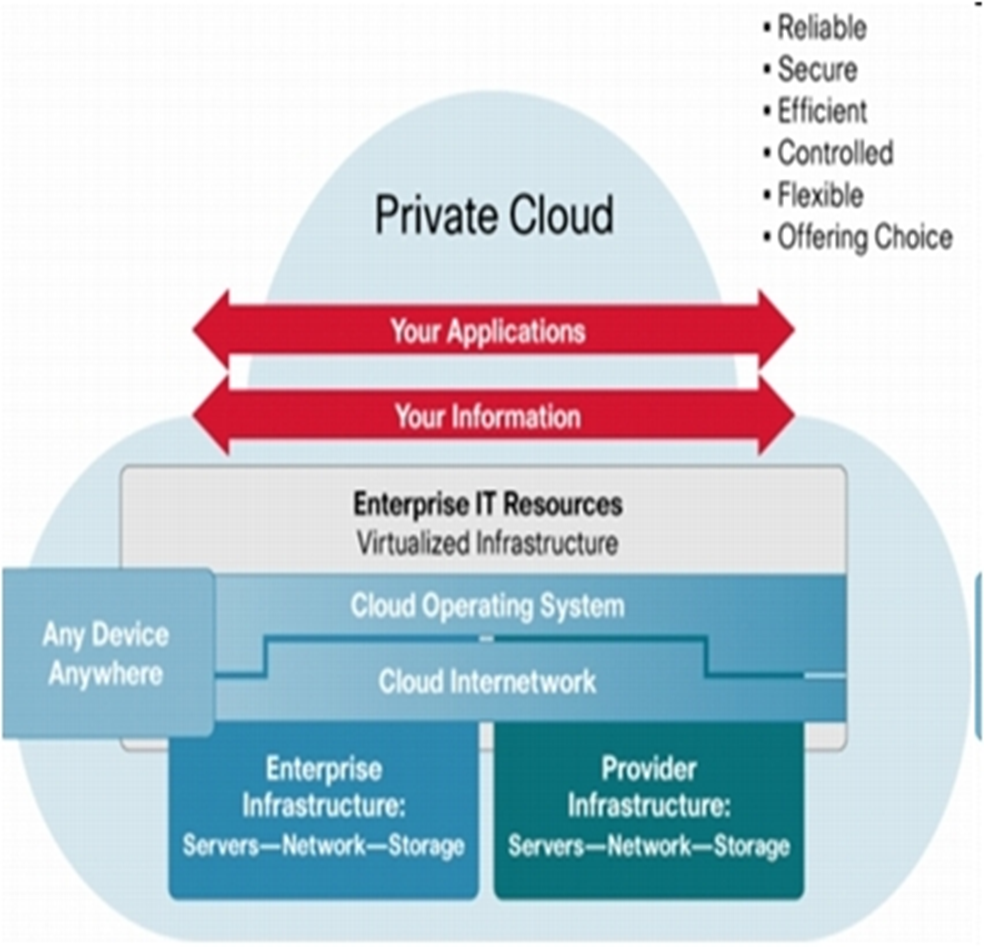 ▪ Reliable
▪ Secure
▪ Efficient
▪ Controlled
▪ Flexible
▪ Offering Choice
Private Cloud
Your Applications
Your Information
Enterprise IT Resources
Virtualized Infrastructure
Cloud Operating System
Any Device
Anywhere
Cloud Internetwork
Enterprise
Infrastructure:
Servers—Network—Storage
Provider
Infrastructure:
Servers—Network—Storage